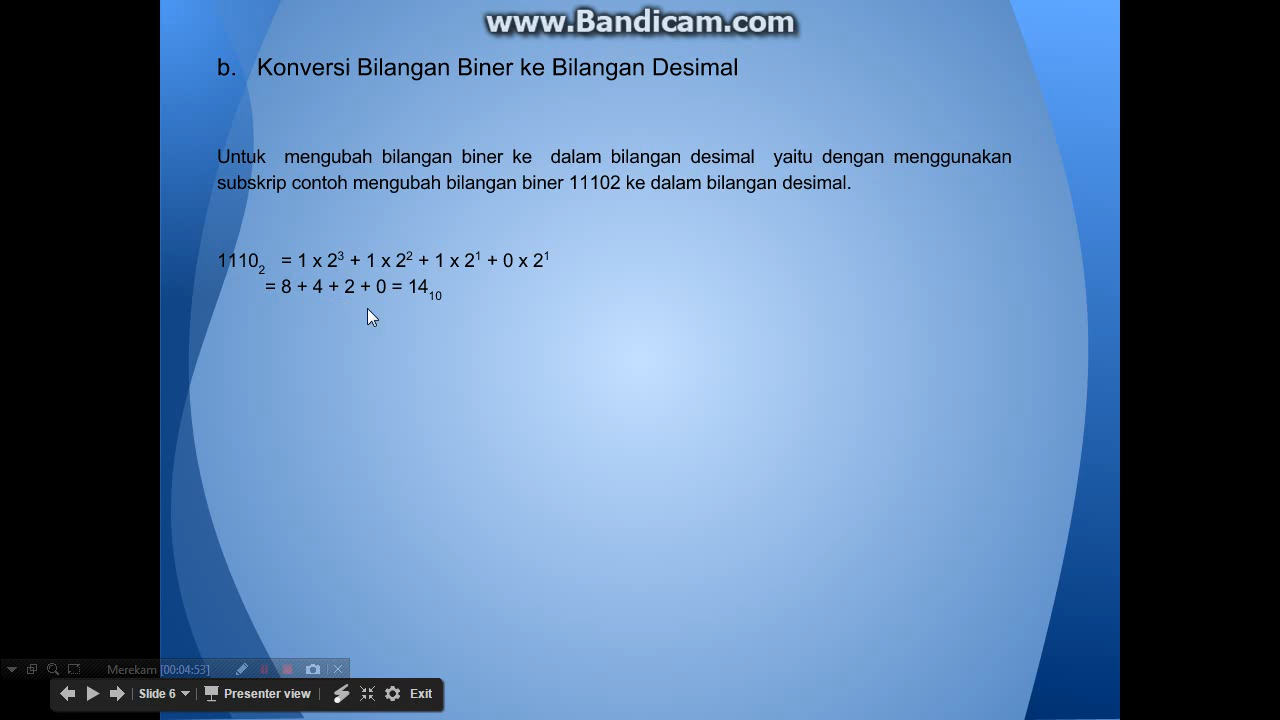 www.Bandicam.com
b. Konversi Bilangan Biner ke Bilangan Desimal
Untuk mengubah bilangan biner ke dalam bilangan desimal yaitu dengan menggunakan
subskrip contoh mengubah bilangan biner 11102 ke dalam bilangan desimal.
1110₂ = 1 x 2³ + 1 x 2² + 1 x 2¹ + 0 x 2¹
= 8 + 4 + 2 + 0 = 14₁₀
Merekam [00:04:53]
Slide 6 Presenter view Exit